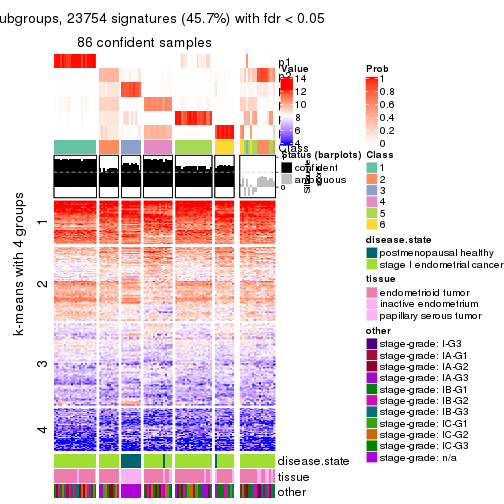 ubgroups, 23754 signatures (45.7%) with fdr < 0.05
86 confident samples
p1
Value
14
12
10
8
6
4
Prob
1
0.8
0.6
0.4
0.2
0
Class
Status (barplots)
confident
ambiguous
0
Class
1
2
3
4
5
6
disease.state
postmenopausal healthy
stage I endometrial cancer
tissue
endometrioid tumor
inactive endometrium
papillary serous tumor
other
stage-grade: I-G3
stage-grade: IA-G1
stage-grade: IA-G2
stage-grade: IA-G3
stage-grade: IB-G1
stage-grade: IB-G2
stage-grade: IB-G3
stage-grade: IC-G1
stage-grade: IC-G2
stage-grade: IC-G3
stage-grade: n/a
k-means with 4 groups
1
2
3
4
disease.state
tissue
other